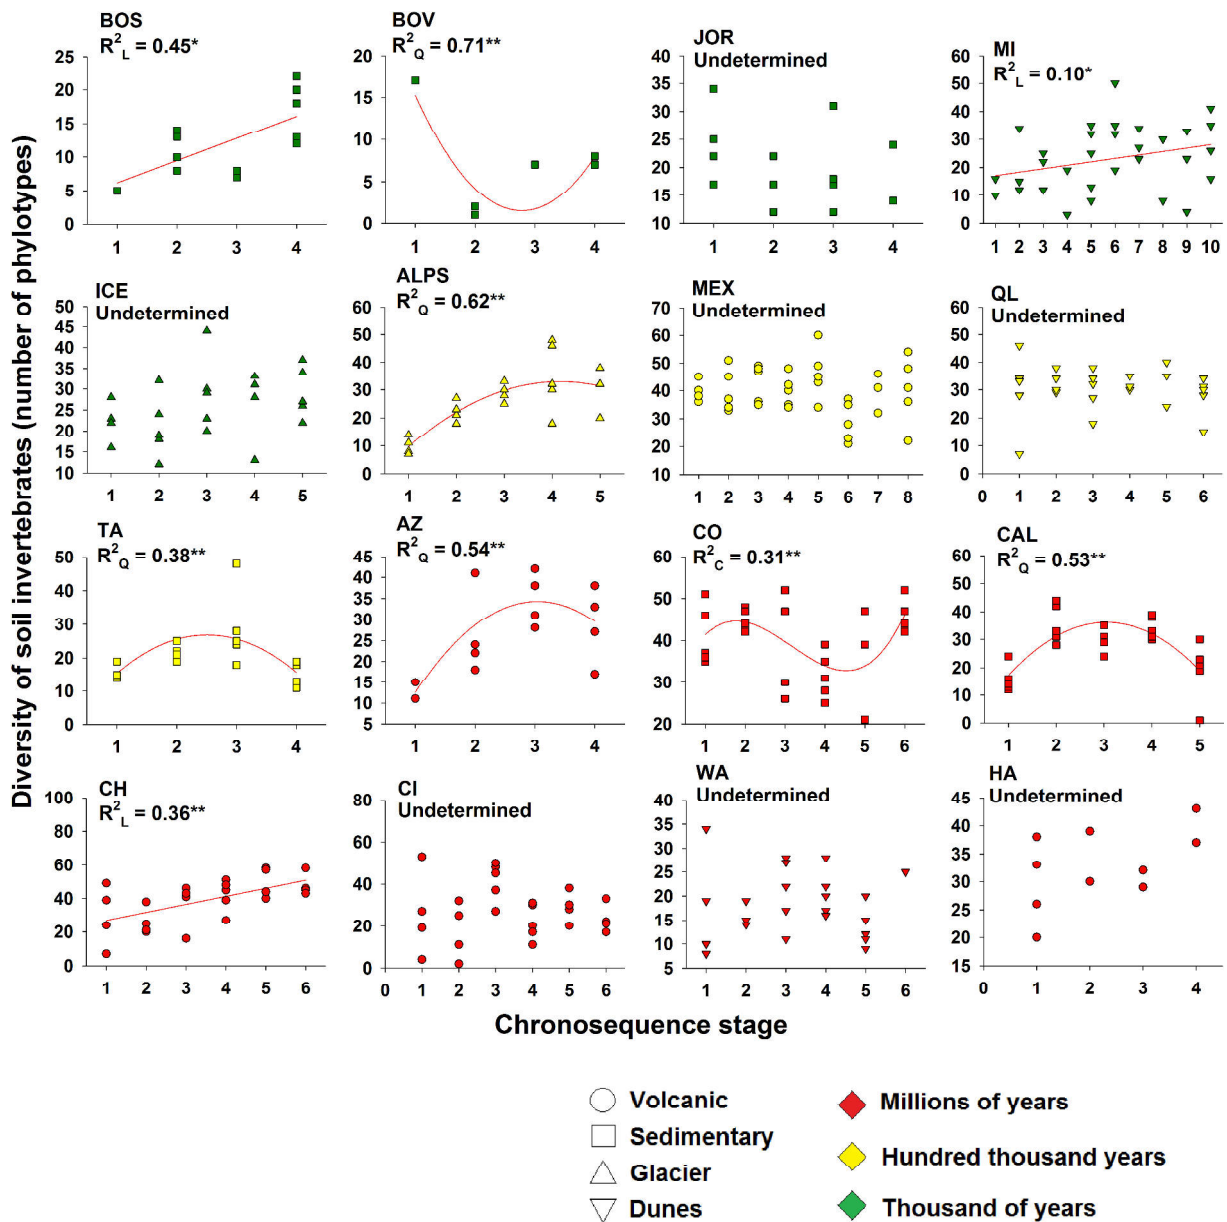 Diversity of soil invertebrates (number of phylotypes)
BOS
R²L = 0.45*
25
20
15
10
5
0
1 2 3 4
BOV
R²Q = 0.71**
20
15
10
5
0
1 2 3 4
JOR
Undetermined
40
35
30
25
20
15
10
1 2 3 4
MI
R²L = 0.10*
60
50
40
30
20
10
0
1 2 3 4 5 6 7 8 9 10
ICE
Undetermined
50
45
40
35
30
25
20
15
10
1 2 3 4 5
ALPS
R²Q = 0.62**
60
50
40
30
20
10
0
1 2 3 4 5
MEX
Undetermined
70
60
50
40
30
20
10
1 2 3 4 5 6 7 8
QL
Undetermined
60
50
40
30
20
10
0
0 1 2 3 4 5 6
TA
R²Q = 0.38**
50
40
30
20
10
0
1 2 3 4
AZ
R²Q = 0.54**
45
40
35
30
25
20
15
10
5
1 2 3 4
CO
R²C = 0.31**
60
50
40
30
20
1 2 3 4 5 6
CAL
R²Q = 0.53**
60
50
40
30
20
10
0
1 2 3 4 5
CH
R²L = 0.36**
100
80
60
40
20
0
1 2 3 4 5 6
CI
Undetermined
80
60
40
20
0
0 1 2 3 4 5 6
WA
Undetermined
40
35
30
25
20
15
10
5
1 2 3 4 5 6
HA
Undetermined
45
40
35
30
25
20
15
0 1 2 3 4
Chronosequence stage
Volcanic
Sedimentary
Glacier
Dunes
Millions of years
Hundred thousand years
Thousand of years